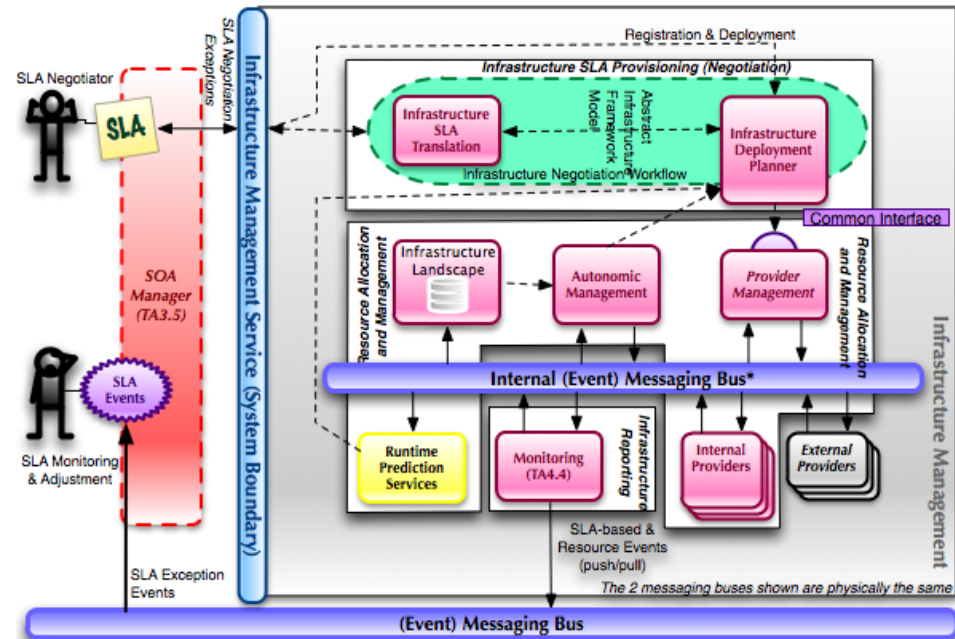 Registration & Deployment
SLA Negotiation
Exceptions
SLA Negotiator
SLA
Infrastructure SLA Provisioning (Negotiation)
Infrastructure
SLA
Translation
Abstract
Infrastructure
Framework
Model
Infrastructure
Deployment
Planner
Infrastructure Negotiation Workflow
Common Interface
Infrastructure Management Service (System Boundary)
SOA
Manager
(TA3.5)
Resource Allocation
and Management
Infrastructure
Landscape
Autonomic
Management
Provider
Management
Resource Allocation
and Management
Infrastructure Management
SLA
Events
SLA Monitoring
& Adjustment
Internal (Event) Messaging Bus*
Runtime
Prediction
Services
Monitoring
(TA4.4)
Infrastructure
Reporting
Internal
Providers
External
Providers
SLA-based &
Resource Events
(push/pull)
SLA Exception
Events
The 2 messaging buses shown are physically the same
(Event) Messaging Bus